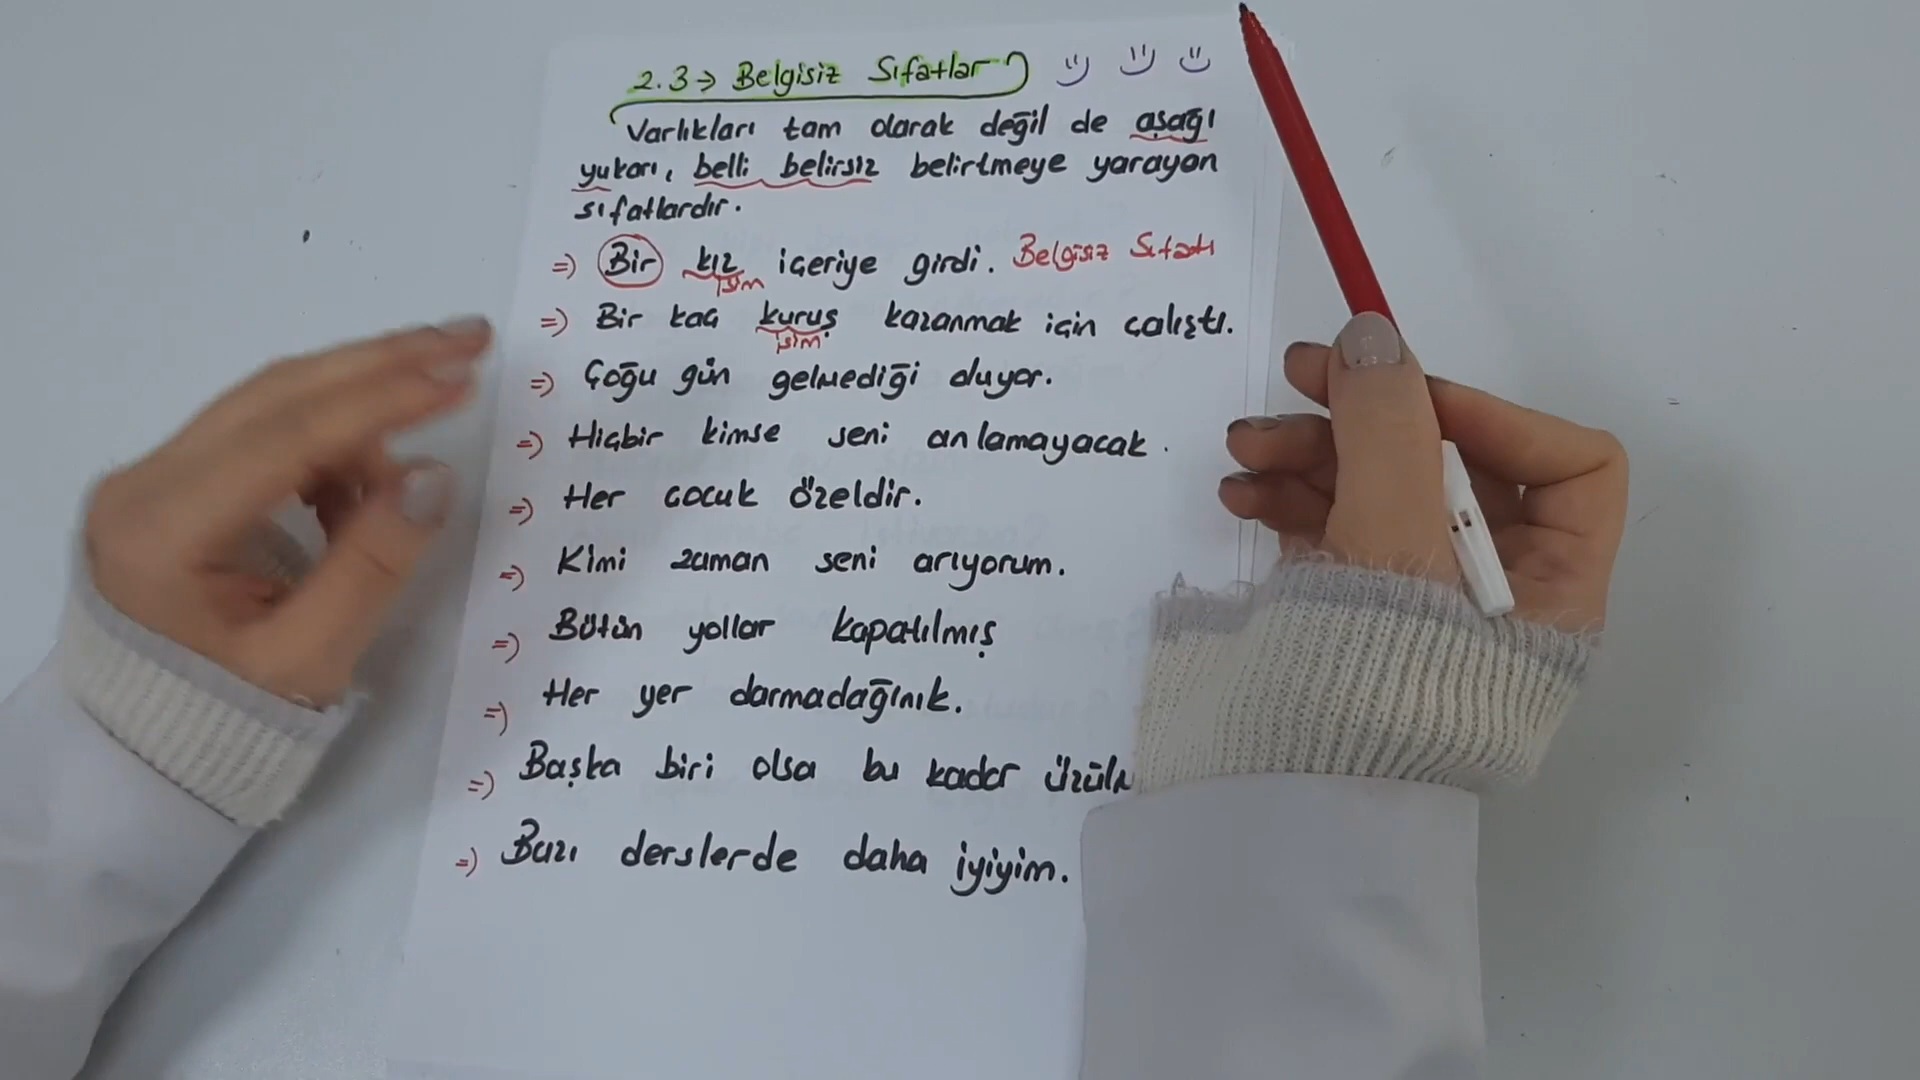 2.3→ Belgisiz Sıfatlar
Varlıkları tam olarak değil de aşağı
yukarı, belli belirsiz belirtmeye yarayan
sıfatlardır.
⇒ Bir kız içeriye girdi. Belgisiz Sıfatı
isim
⇒ Bir kaç kuruş kazanmak için çalıştı.
isim
⇒ Çoğu gün gelmediği oluyor.
⇒ Hiçbir kimse seni anlamayacak.
⇒ Her çocuk özeldir.
⇒ Kimi zaman seni arıyorum.
⇒ Bütün yollar kapatılmış
⇒ Her yer darmadağınık.
⇒ Başka biri olsa bu kadar
⇒ Bazı derslerde daha iyiyim.